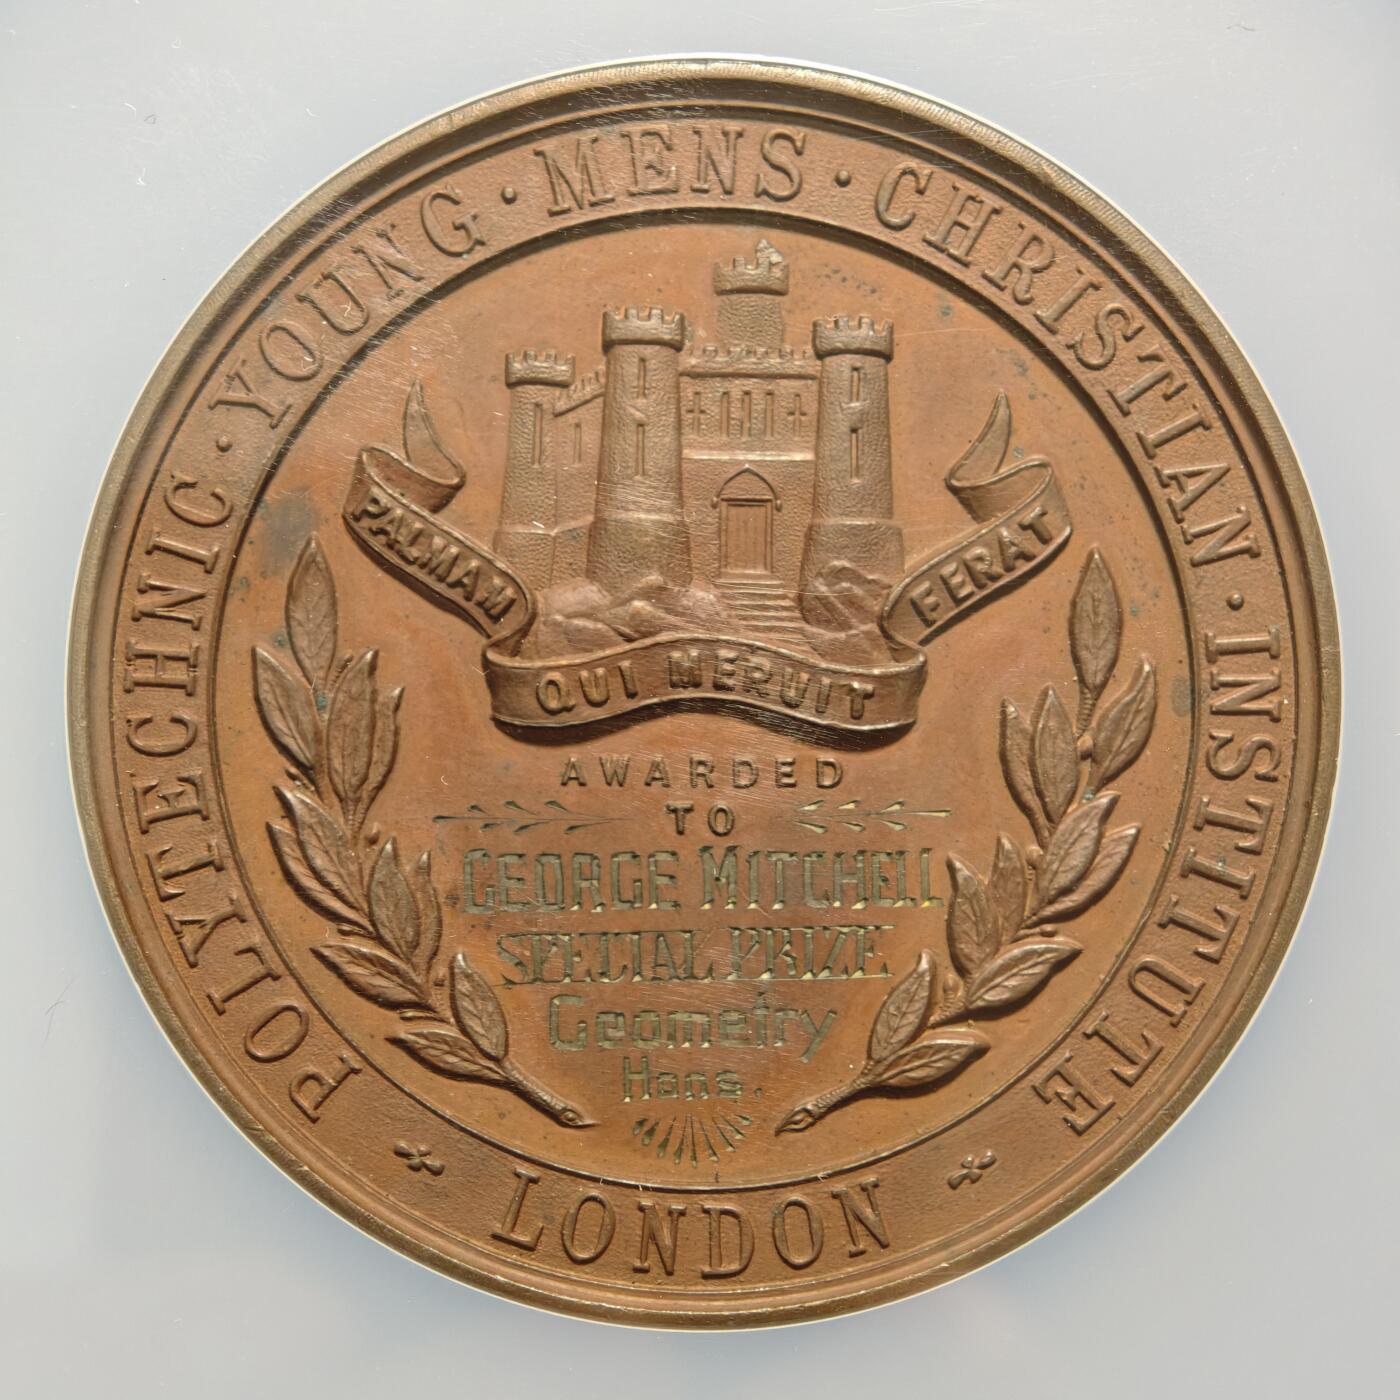 POLYTECHNIC · YOUNG · MENS · CHRISTIAN · INSTITUTE
LONDON
PALMAM
QUI MERUIT
FERAT
AWARDED
TO
GEORGE MITCHELL
SPECIAL PRIZE
Geometry
Hons.